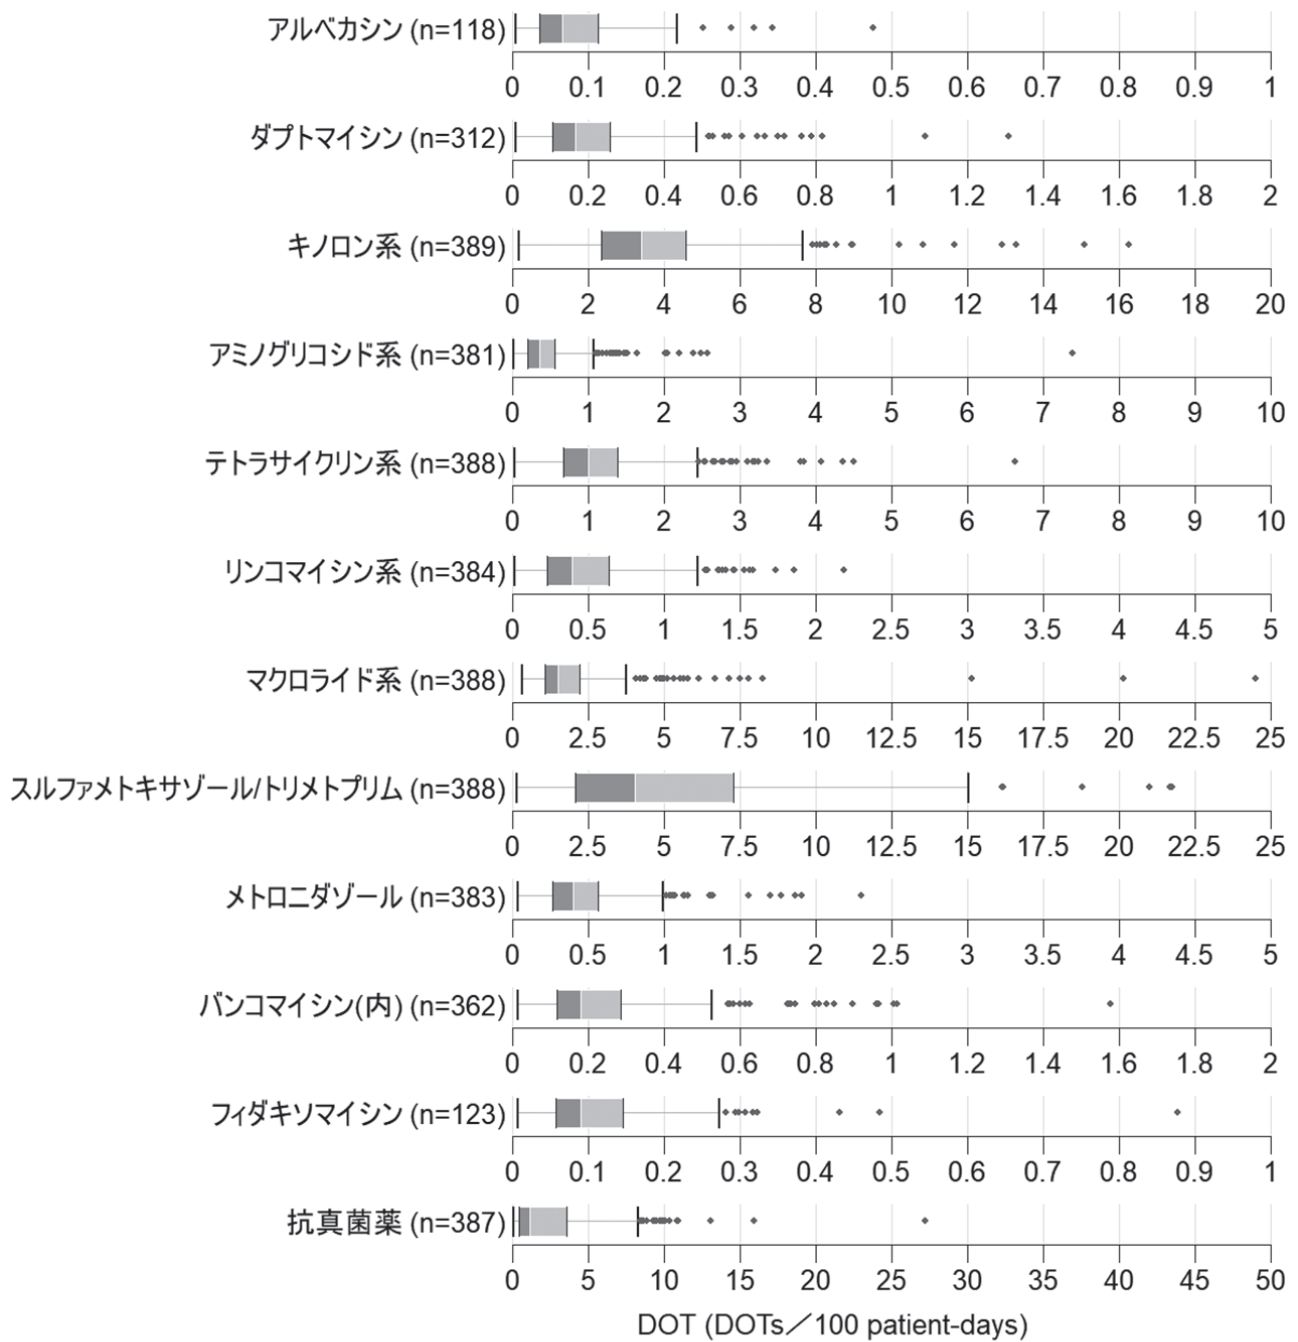 アルベカシン (n=118)
0 0.1 0.2 0.3 0.4 0.5 0.6 0.7 0.8 0.9 1
ダプトマイシン (n=312)
0 0.2 0.4 0.6 0.8 1 1.2 1.4 1.6 1.8 2
キノロン系 (n=389)
0 2 4 6 8 10 12 14 16 18 20
アミノグリコシド系 (n=381)
0 1 2 3 4 5 6 7 8 9 10
テトラサイクリン系 (n=388)
0 1 2 3 4 5 6 7 8 9 10
リンコマイシン系 (n=384)
0 0.5 1 1.5 2 2.5 3 3.5 4 4.5 5
マクロライド系 (n=388)
0 2.5 5 7.5 10 12.5 15 17.5 20 22.5 25
スルファメトキサゾール/トリメトプリム (n=388)
0 2.5 5 7.5 10 12.5 15 17.5 20 22.5 25
メトロニダゾール (n=383)
0 0.5 1 1.5 2 2.5 3 3.5 4 4.5 5
バンコマイシン(内) (n=362)
0 0.2 0.4 0.6 0.8 1 1.2 1.4 1.6 1.8 2
フィダキソマイシン (n=123)
0 0.1 0.2 0.3 0.4 0.5 0.6 0.7 0.8 0.9 1
抗真菌薬 (n=387)
0 5 10 15 20 25 30 35 40 45 50
DOT (DOTs／100 patient-days)